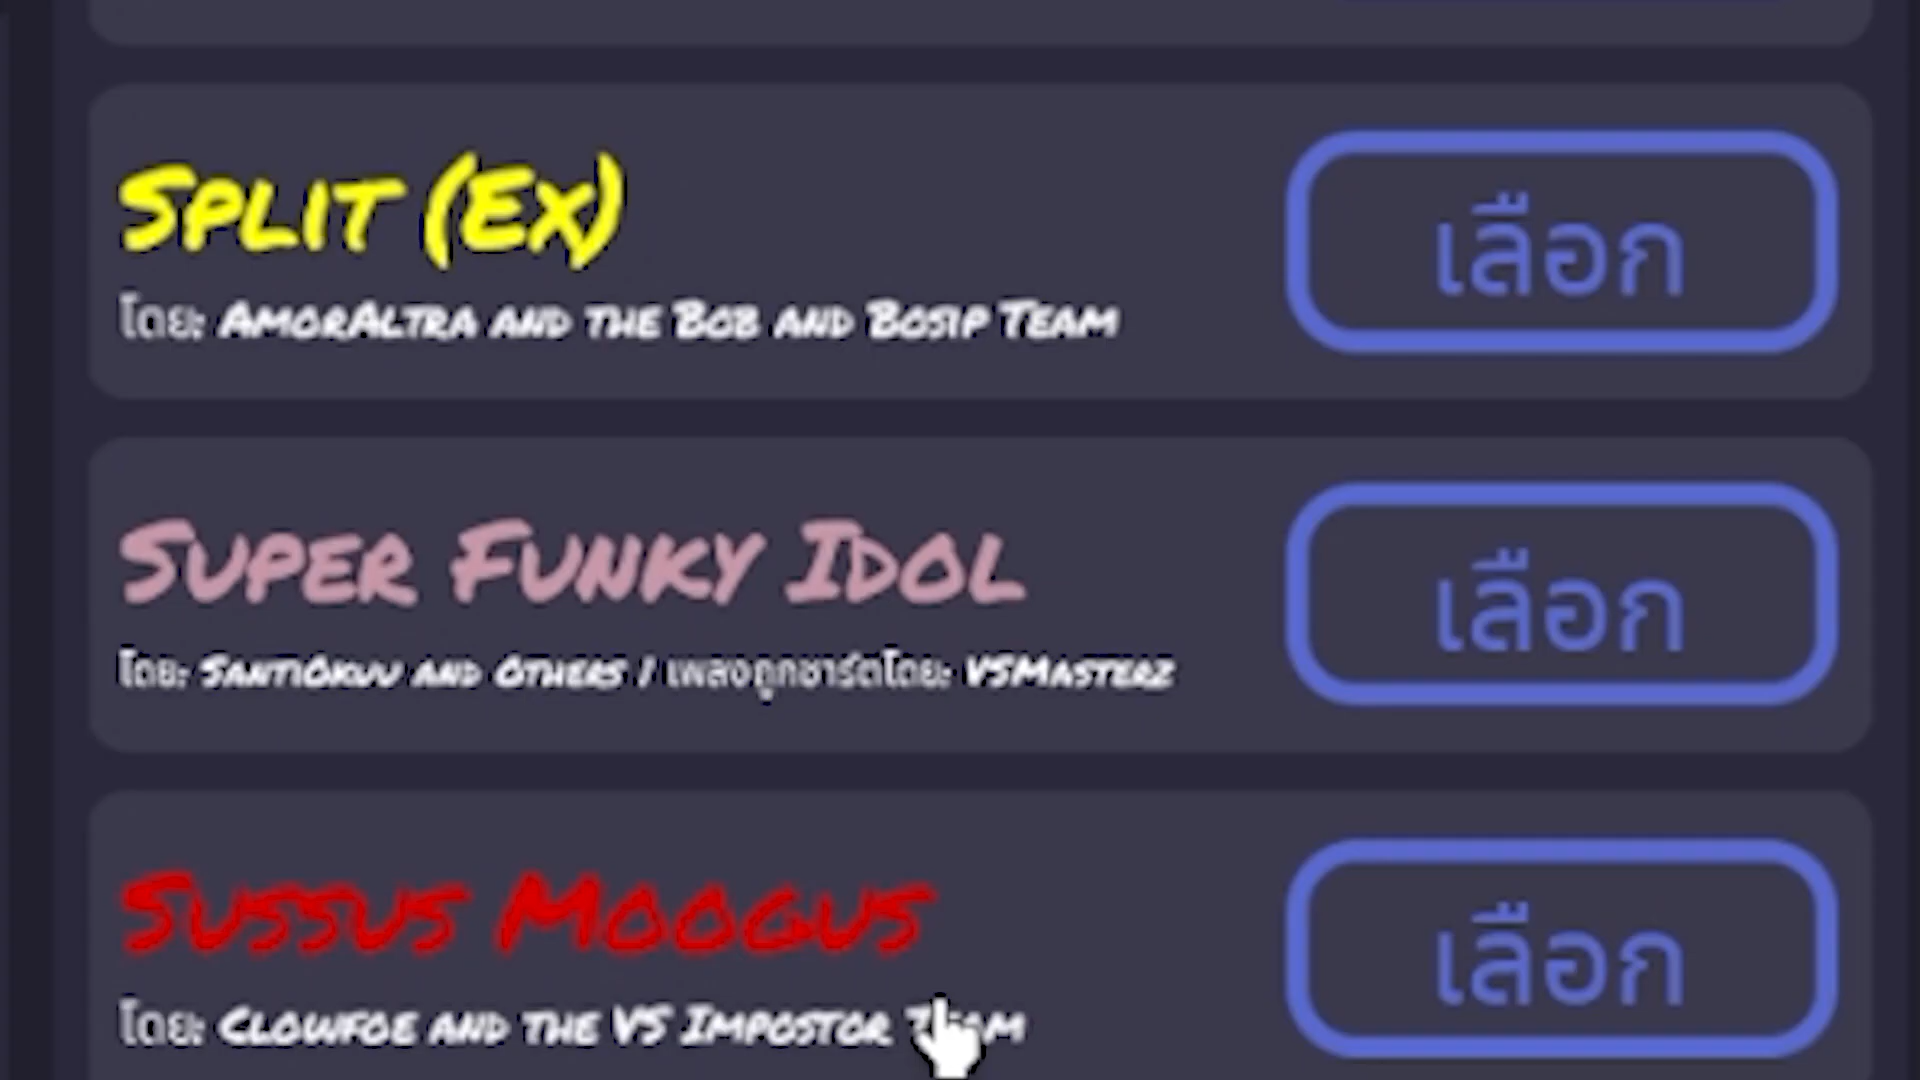 Split (Ex)
โดย: AmorAltra and the Bob and Bosip Team
เลือก
Super Funky Idol
โดย: SantiOkuu and Others / เพลงถูกชาร์ตโดย: VSMasterz
เลือก
Sussus Moogus
โดย: Clowfoe and the VS Impostor Team
เลือก